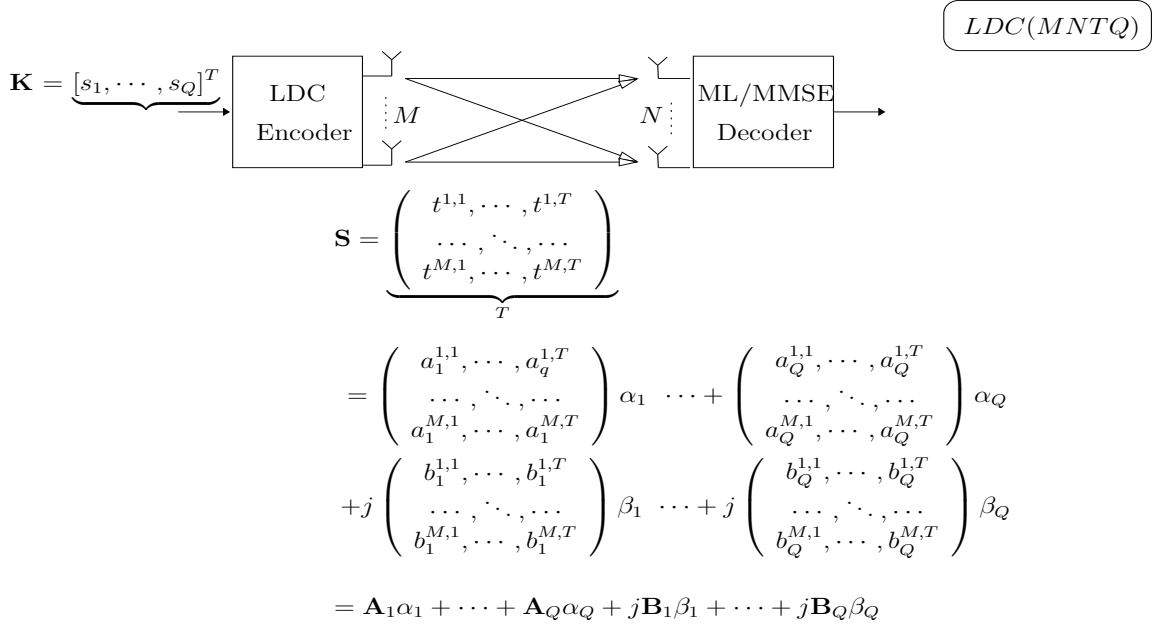 LDC(MNTQ)
K = [s_1, ⋯ , s_Q]^T
LDC
Encoder
M
N
ML/MMSE
Decoder
S = ( t^{1,1}, ⋯ , t^{1,T}
… , ⋱ , …
t^{M,1}, ⋯ , t^{M,T} )
T
= ( a_1^{1,1}, ⋯ , a_q^{1,T}
… , ⋱ , …
a_1^{M,1}, ⋯ , a_1^{M,T} ) α_1 ⋯ + ( a_Q^{1,1}, ⋯ , a_Q^{1,T}
… , ⋱ , …
a_Q^{M,1}, ⋯ , a_Q^{M,T} ) α_Q
+j ( b_1^{1,1}, ⋯ , b_1^{1,T}
… , ⋱ , …
b_1^{M,1}, ⋯ , b_1^{M,T} ) β_1 ⋯ + j ( b_Q^{1,1}, ⋯ , b_Q^{1,T}
… , ⋱ , …
b_Q^{M,1}, ⋯ , b_Q^{M,T} ) β_Q
= A_1α_1 + ⋯ + A_Qα_Q + jB_1β_1 + ⋯ + jB_Qβ_Q